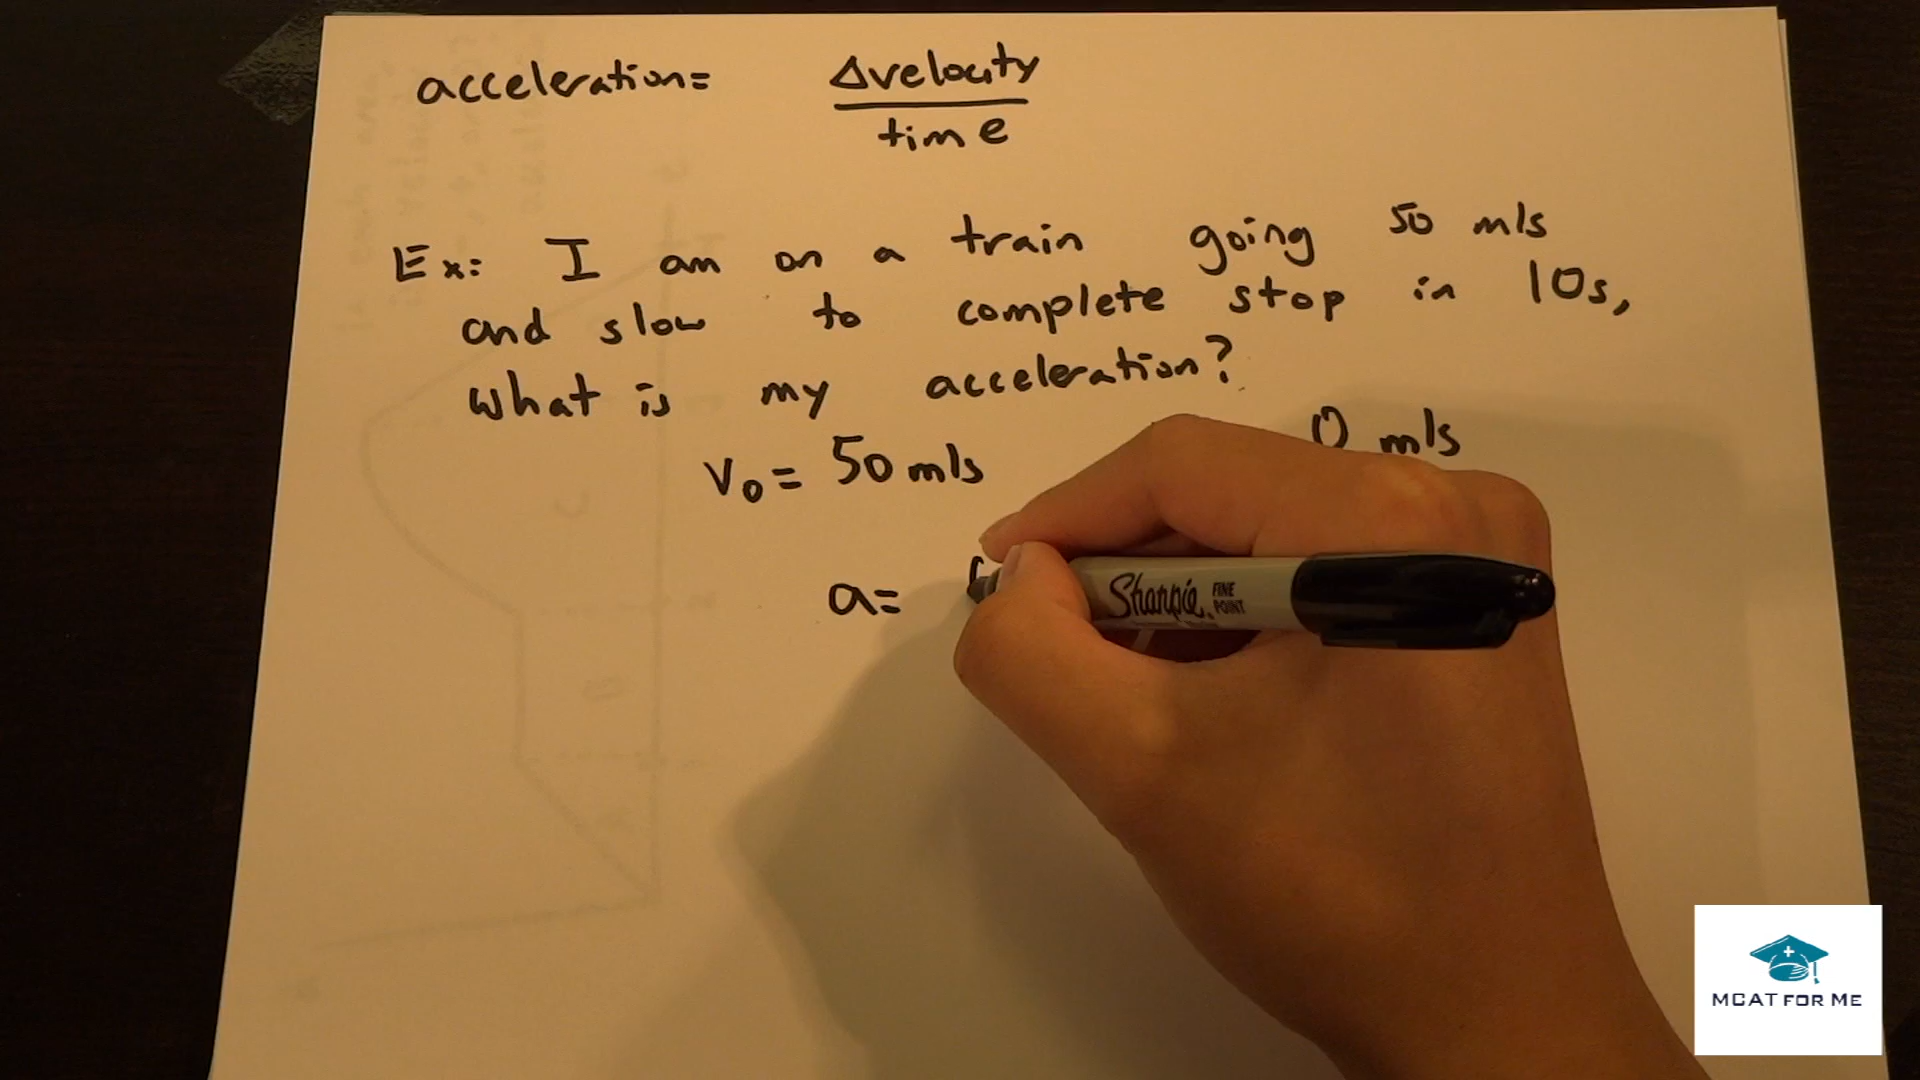 acceleration= Δvelocity
time
Ex: I am on a train going 50 m/s
and slow to complete stop in 10s,
what is my acceleration?
V₀ = 50 m/s 0 m/s
a=
Sharpie. FINE POINT
MCAT FOR ME